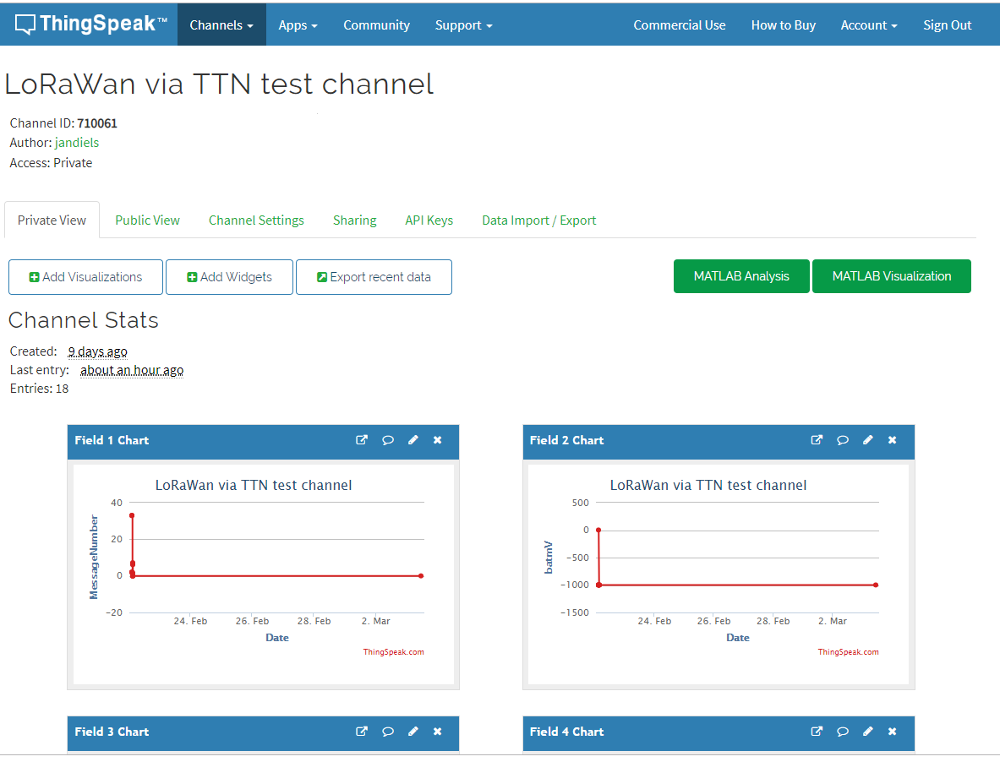 ThingSpeak™ Channels Apps Community Support Commercial Use How to Buy Account Sign Out
LoRaWan via TTN test channel
Channel ID: 710061
Author: jandiels
Access: Private
Private View Public View Channel Settings Sharing API Keys Data Import / Export
Add Visualizations Add Widgets Export recent data MATLAB Analysis MATLAB Visualization
Channel Stats
Created: 9 days ago
Last entry: about an hour ago
Entries: 18
Field 1 Chart
LoRaWan via TTN test channel
MessageNumber
40
20
0
−20
24. Feb 26. Feb 28. Feb 2. Mar
Date
ThingSpeak.com
Field 2 Chart
LoRaWan via TTN test channel
batmV
500
0
−500
−1000
−1500
24. Feb 26. Feb 28. Feb 2. Mar
Date
ThingSpeak.com
Field 3 Chart
Field 4 Chart